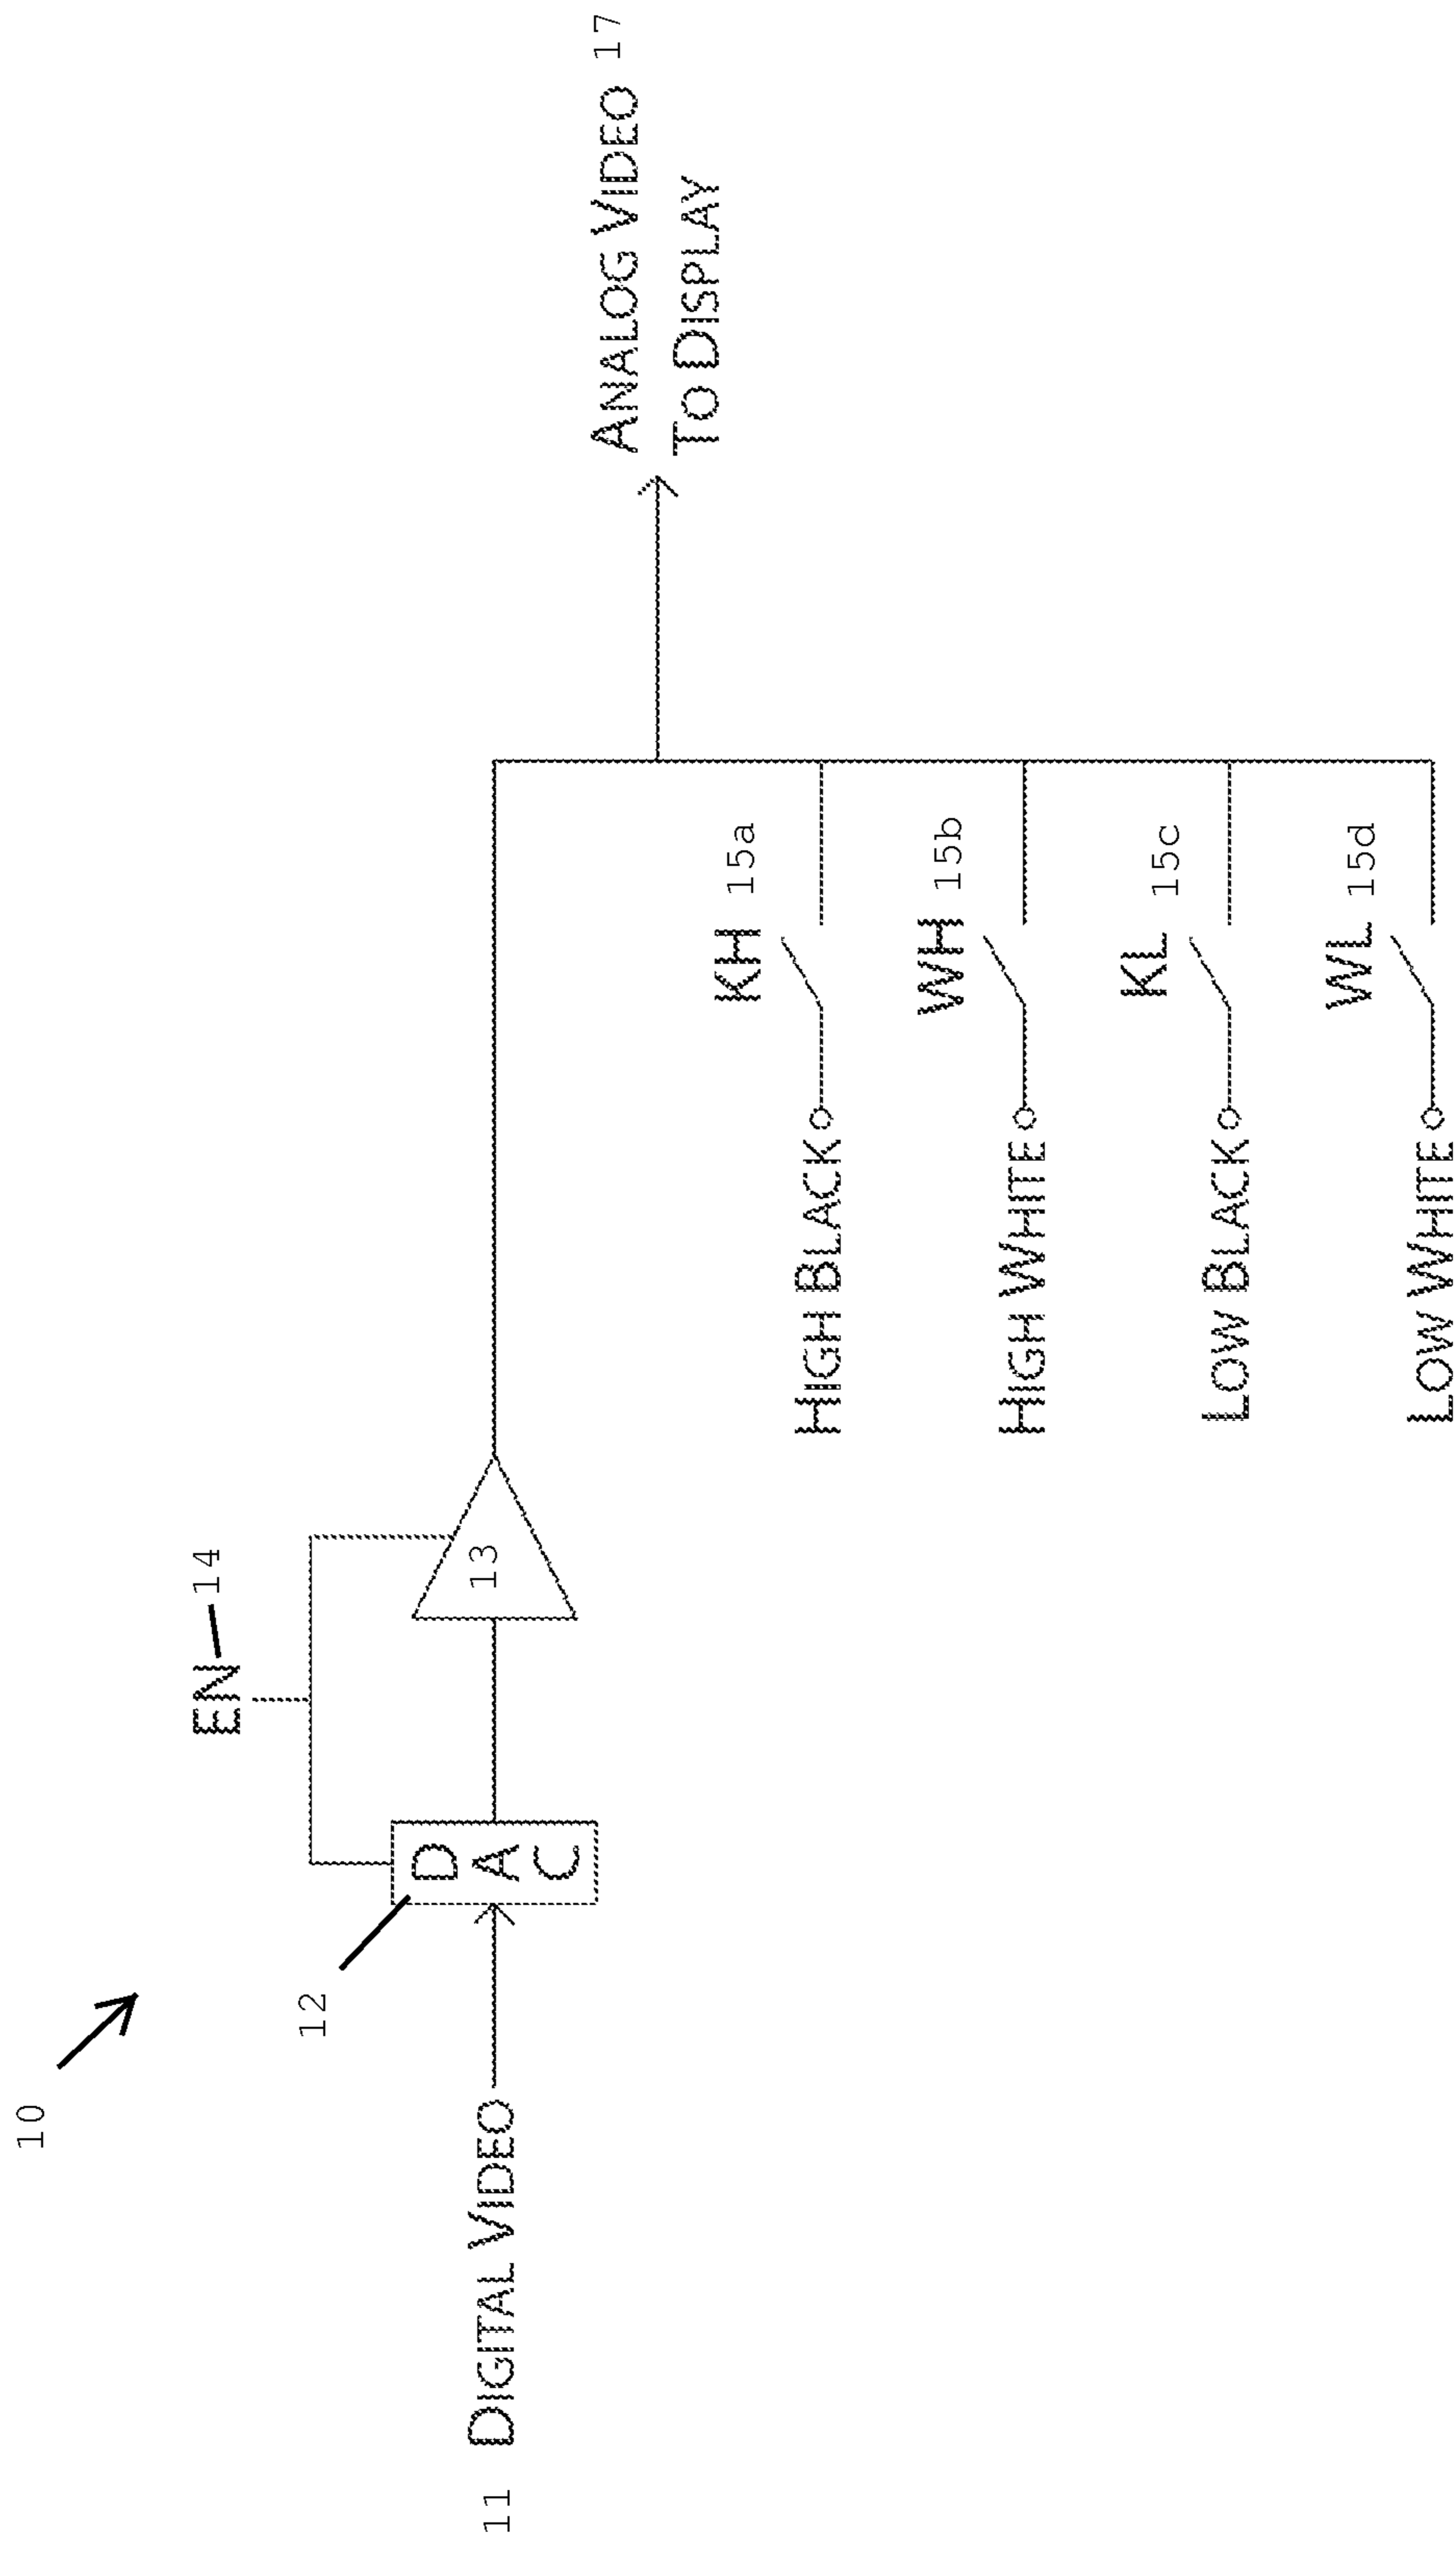 10
EN 14
12
11 DIGITAL VIDEO
D
A
C
13
ANALOG VIDEO 17
TO DISPLAY
KH 15a
HIGH BLACK
WH 15b
HIGH WHITE
KL 15c
LOW BLACK
WL 15d
LOW WHITE